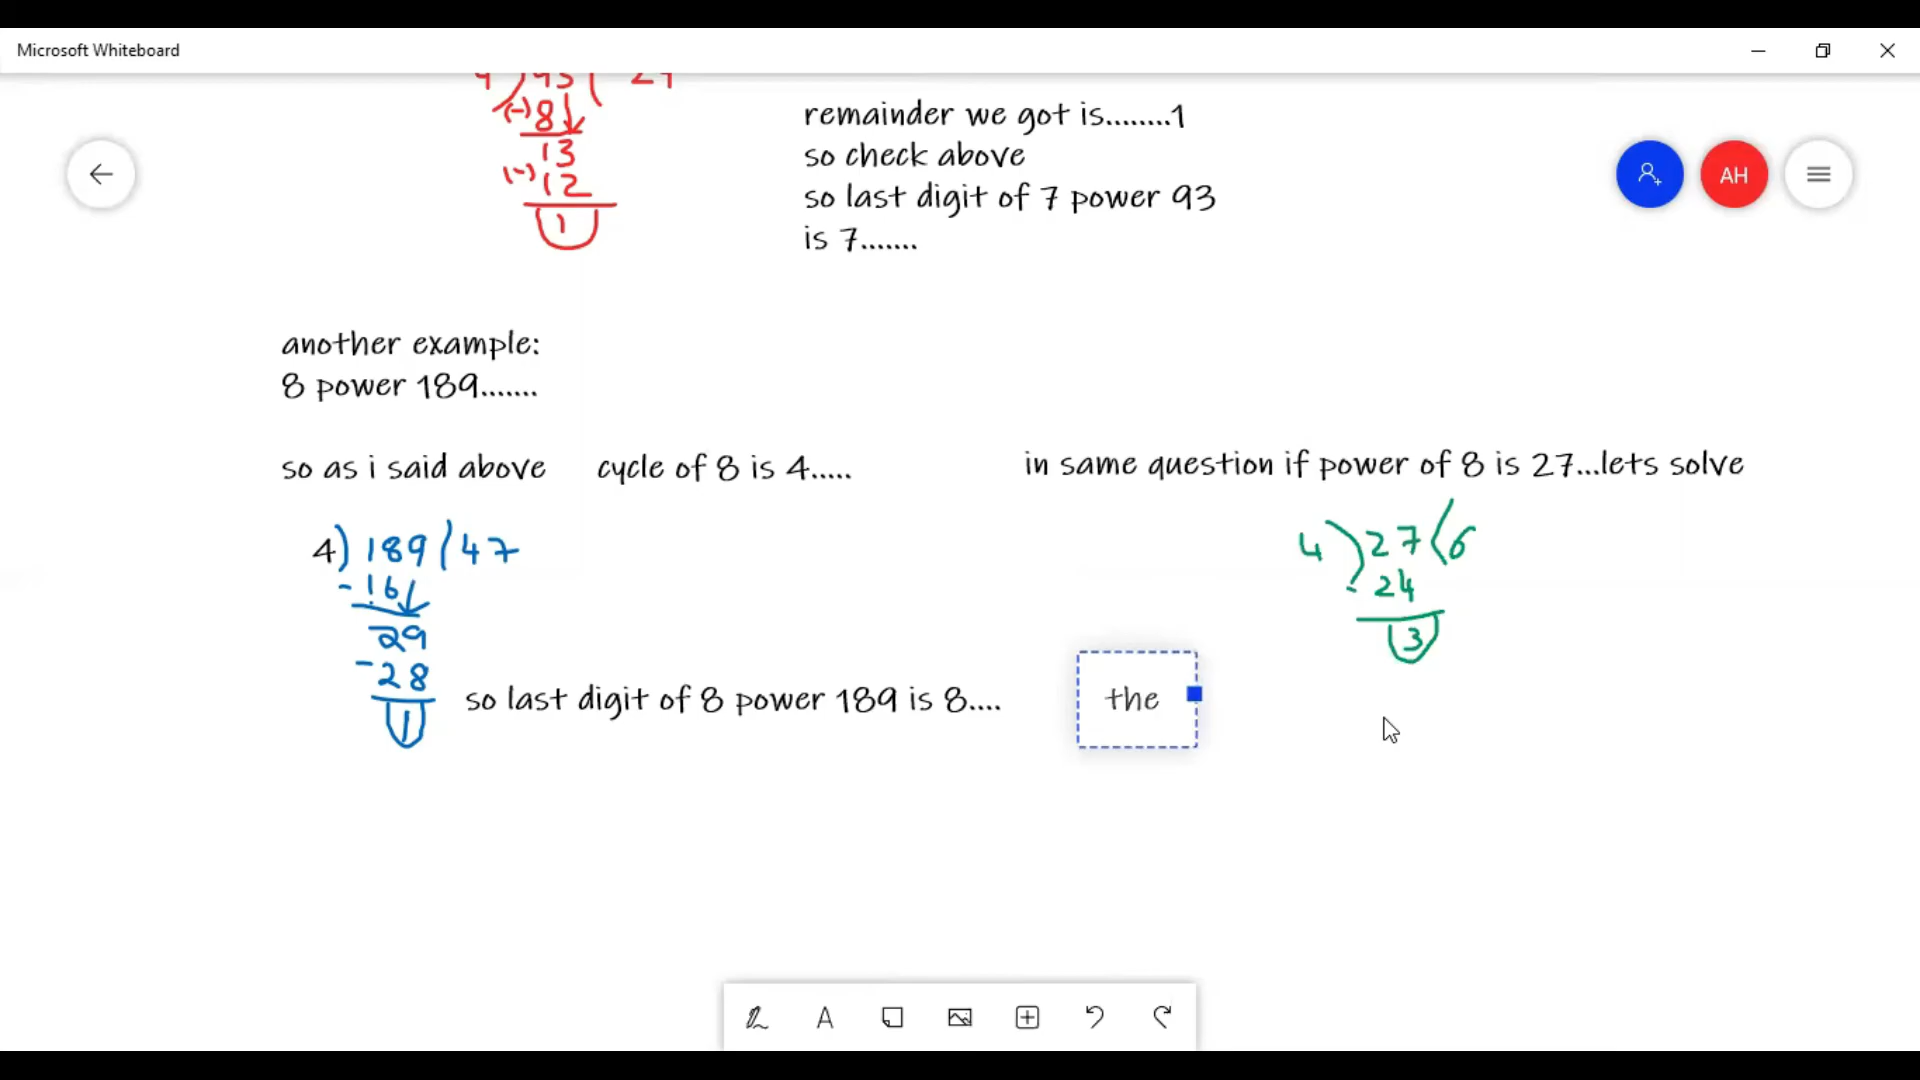 Microsoft Whiteboard
(-)8
13
(-)12
1
remainder we got is........1
so check above
so last digit of 7 power 93
is 7.......
AH
another example:
8 power 189.......
so as i said above
cycle of 8 is 4.....
in same question if power of 8 is 27...lets solve
4) 189 ( 47
-16
29
-28
1
4 ) 27 ( 6
- 24
3
so last digit of 8 power 189 is 8....
the
A